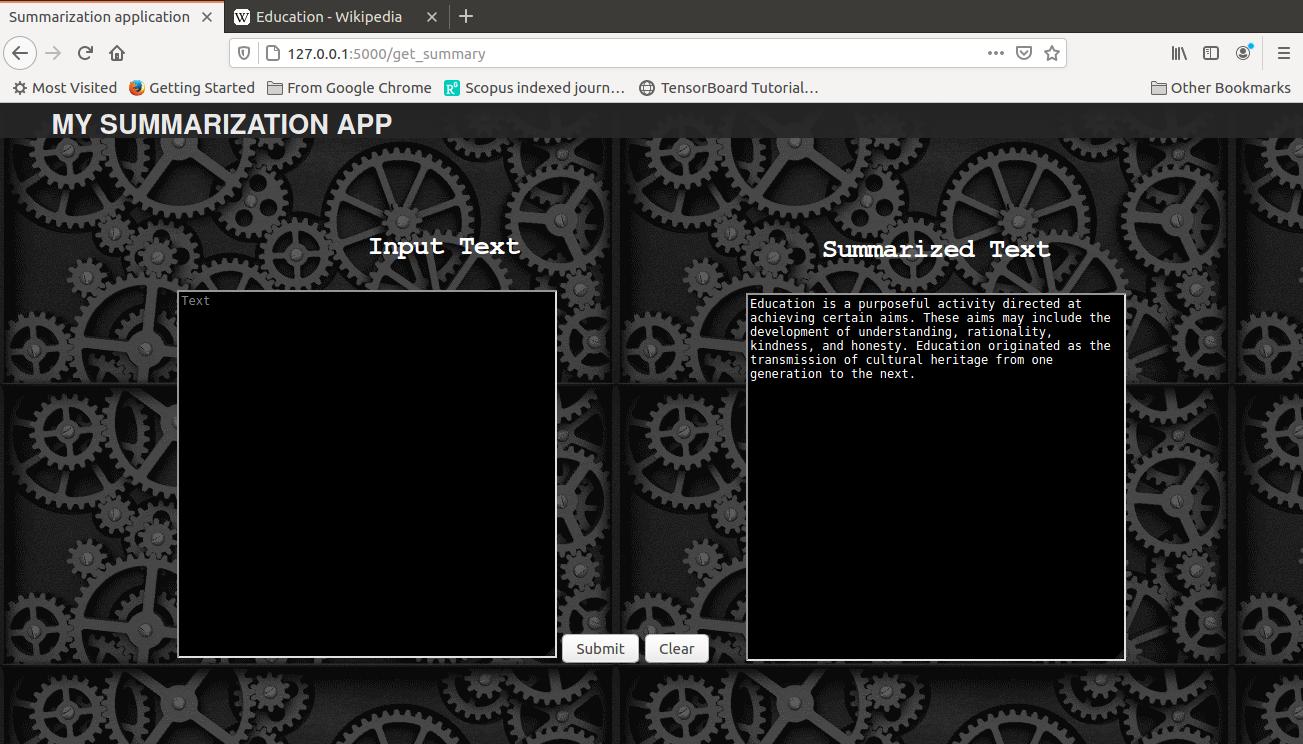 Summarization application
Education - Wikipedia
127.0.0.1:5000/get_summary
Most Visited
Getting Started
From Google Chrome
Scopus indexed journ…
TensorBoard Tutorial…
Other Bookmarks
MY SUMMARIZATION APP
Input Text
Summarized Text
Text
Education is a purposeful activity directed at
achieving certain aims. These aims may include the
development of understanding, rationality,
kindness, and honesty. Education originated as the
transmission of cultural heritage from one
generation to the next.
Submit
Clear